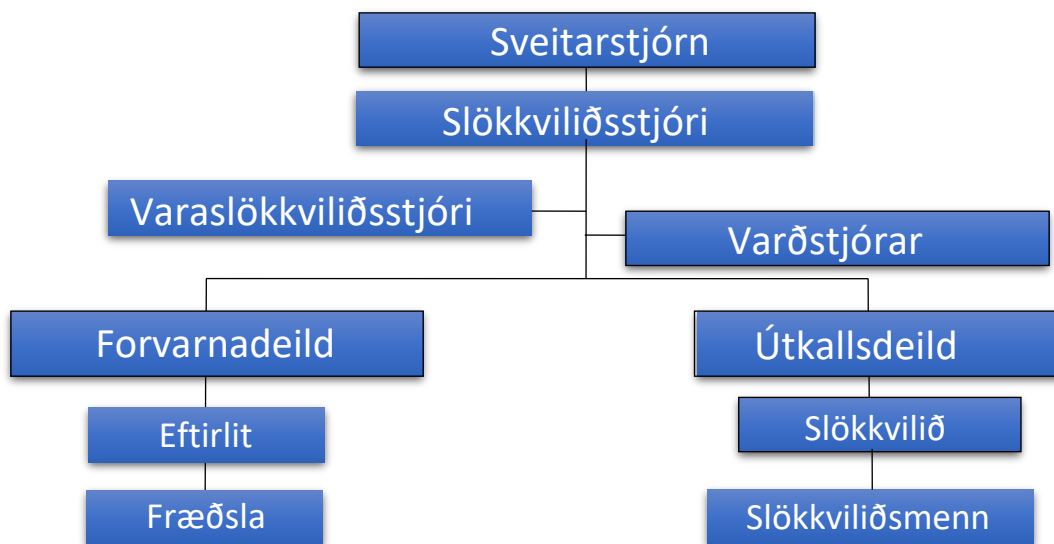 Sveitarstjórn
Slökkviliðsstjóri
Varaslökkviliðsstjóri
Varðstjórar
Forvarnadeild
Útkallsdeild
Eftirlit
Slökkvilið
Fræðsla
Slökkviliðsmenn